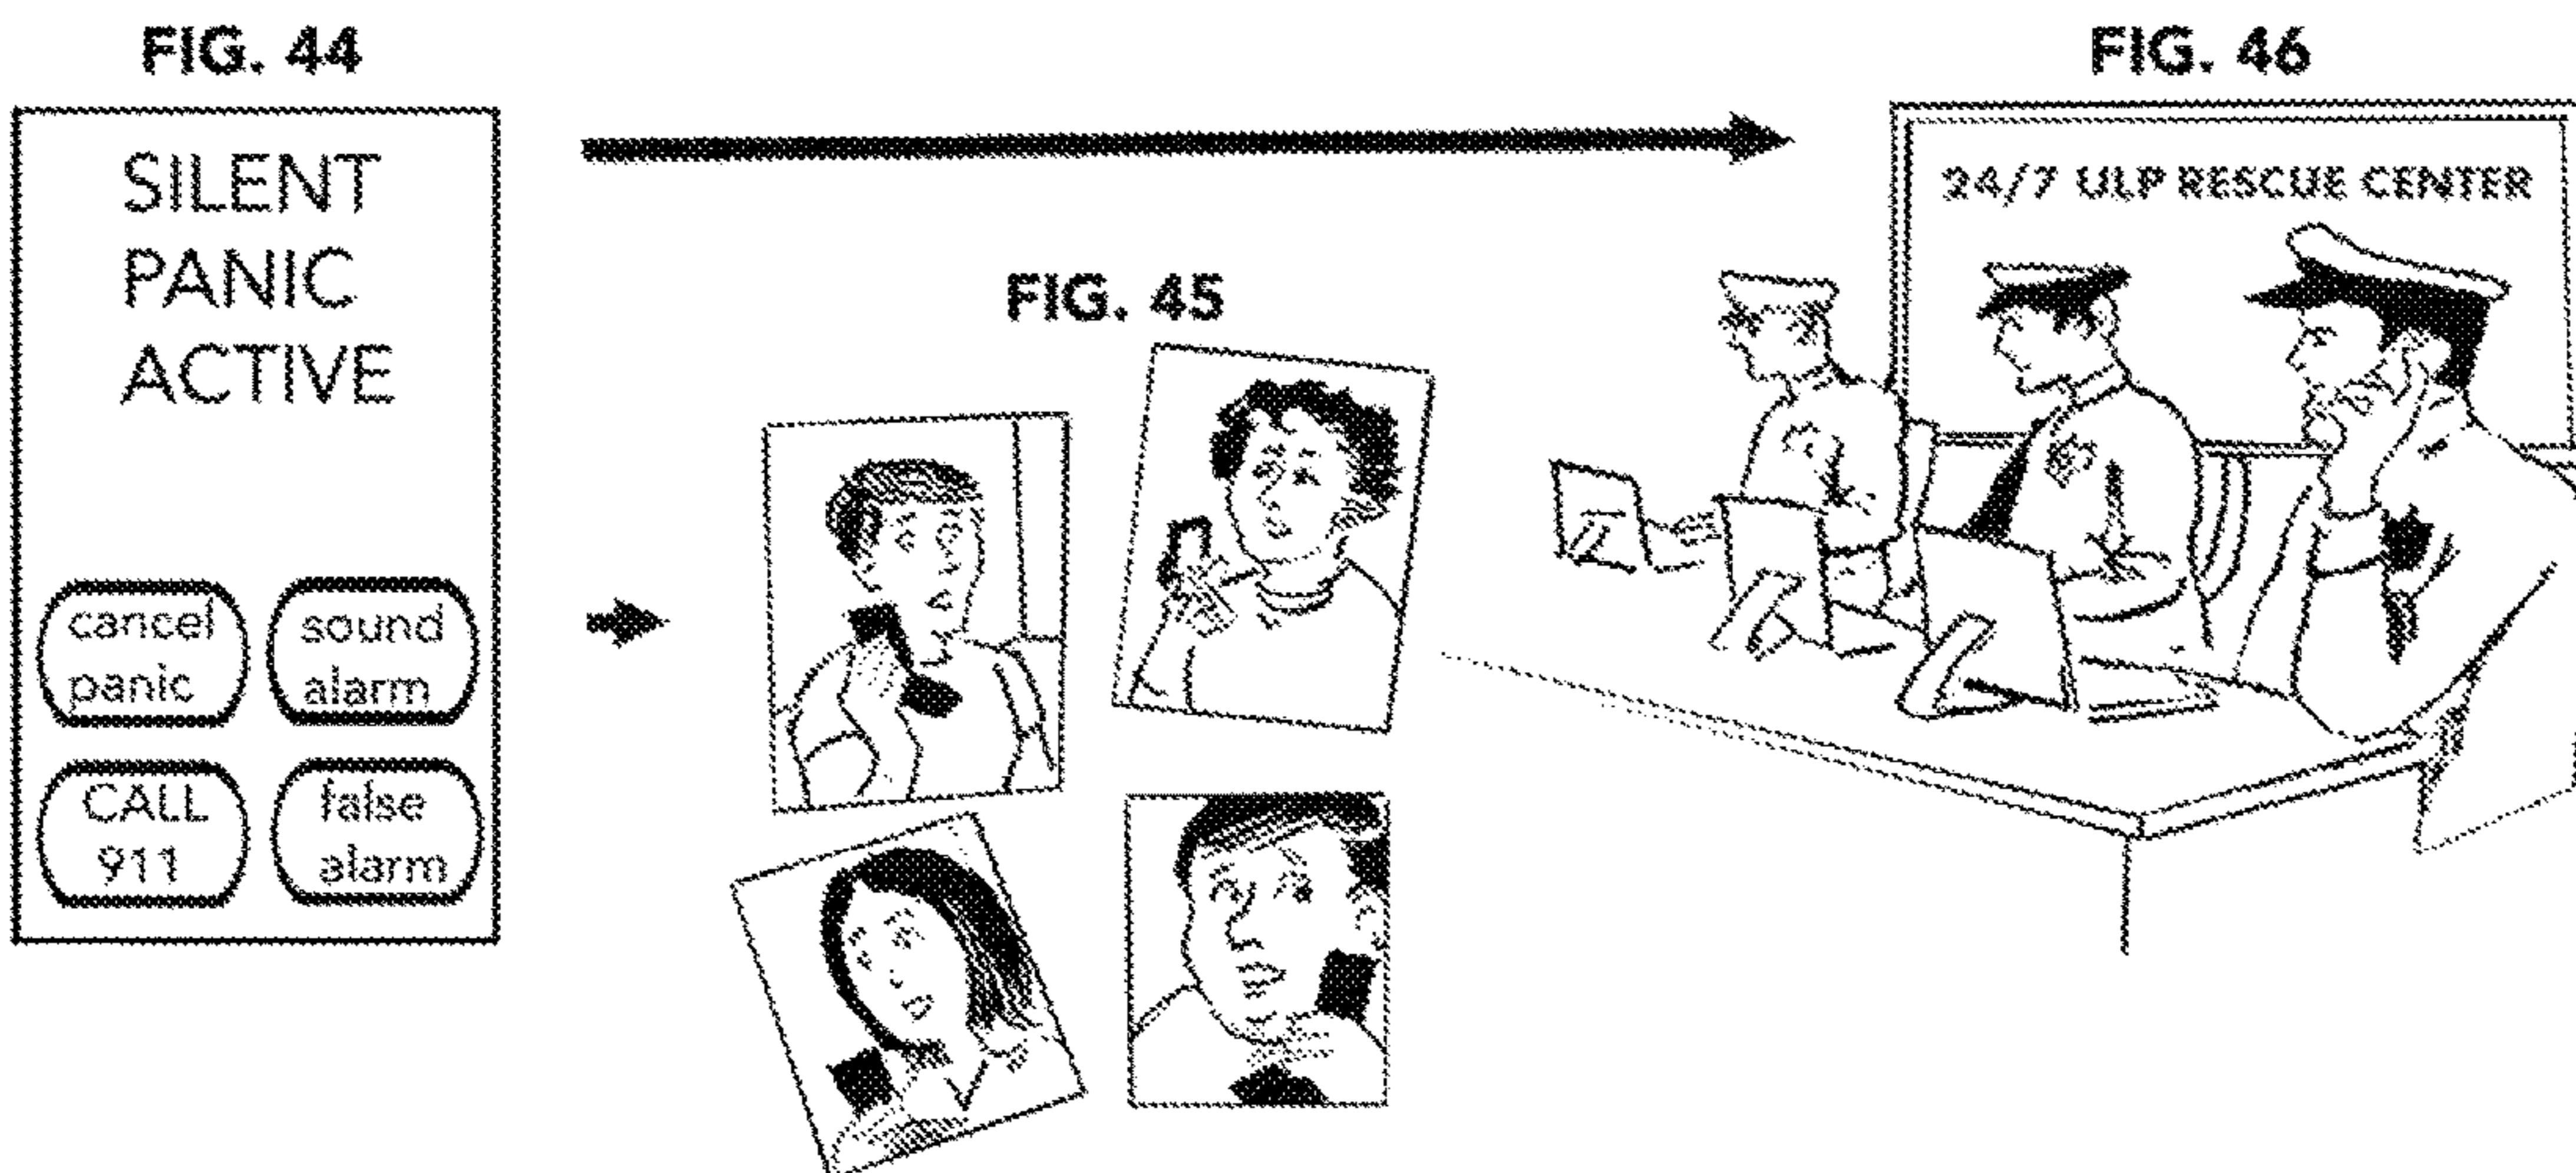 FIG. 44
SILENT
PANIC
ACTIVE
cancel
panic
sound
alarm
CALL
911
false
alarm
FIG. 45
FIG. 46
24/7 ULP RESCUE CENTER